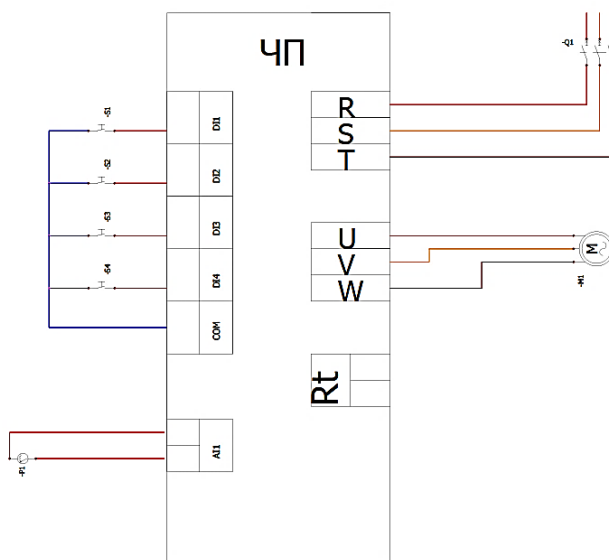 ЧП
-Q1
R
S
T
-S1
DI1
-S2
DI2
-S3
DI3
-S4
DI4
COM
U
V
W
M
-M1
Rt
AI1
-P1